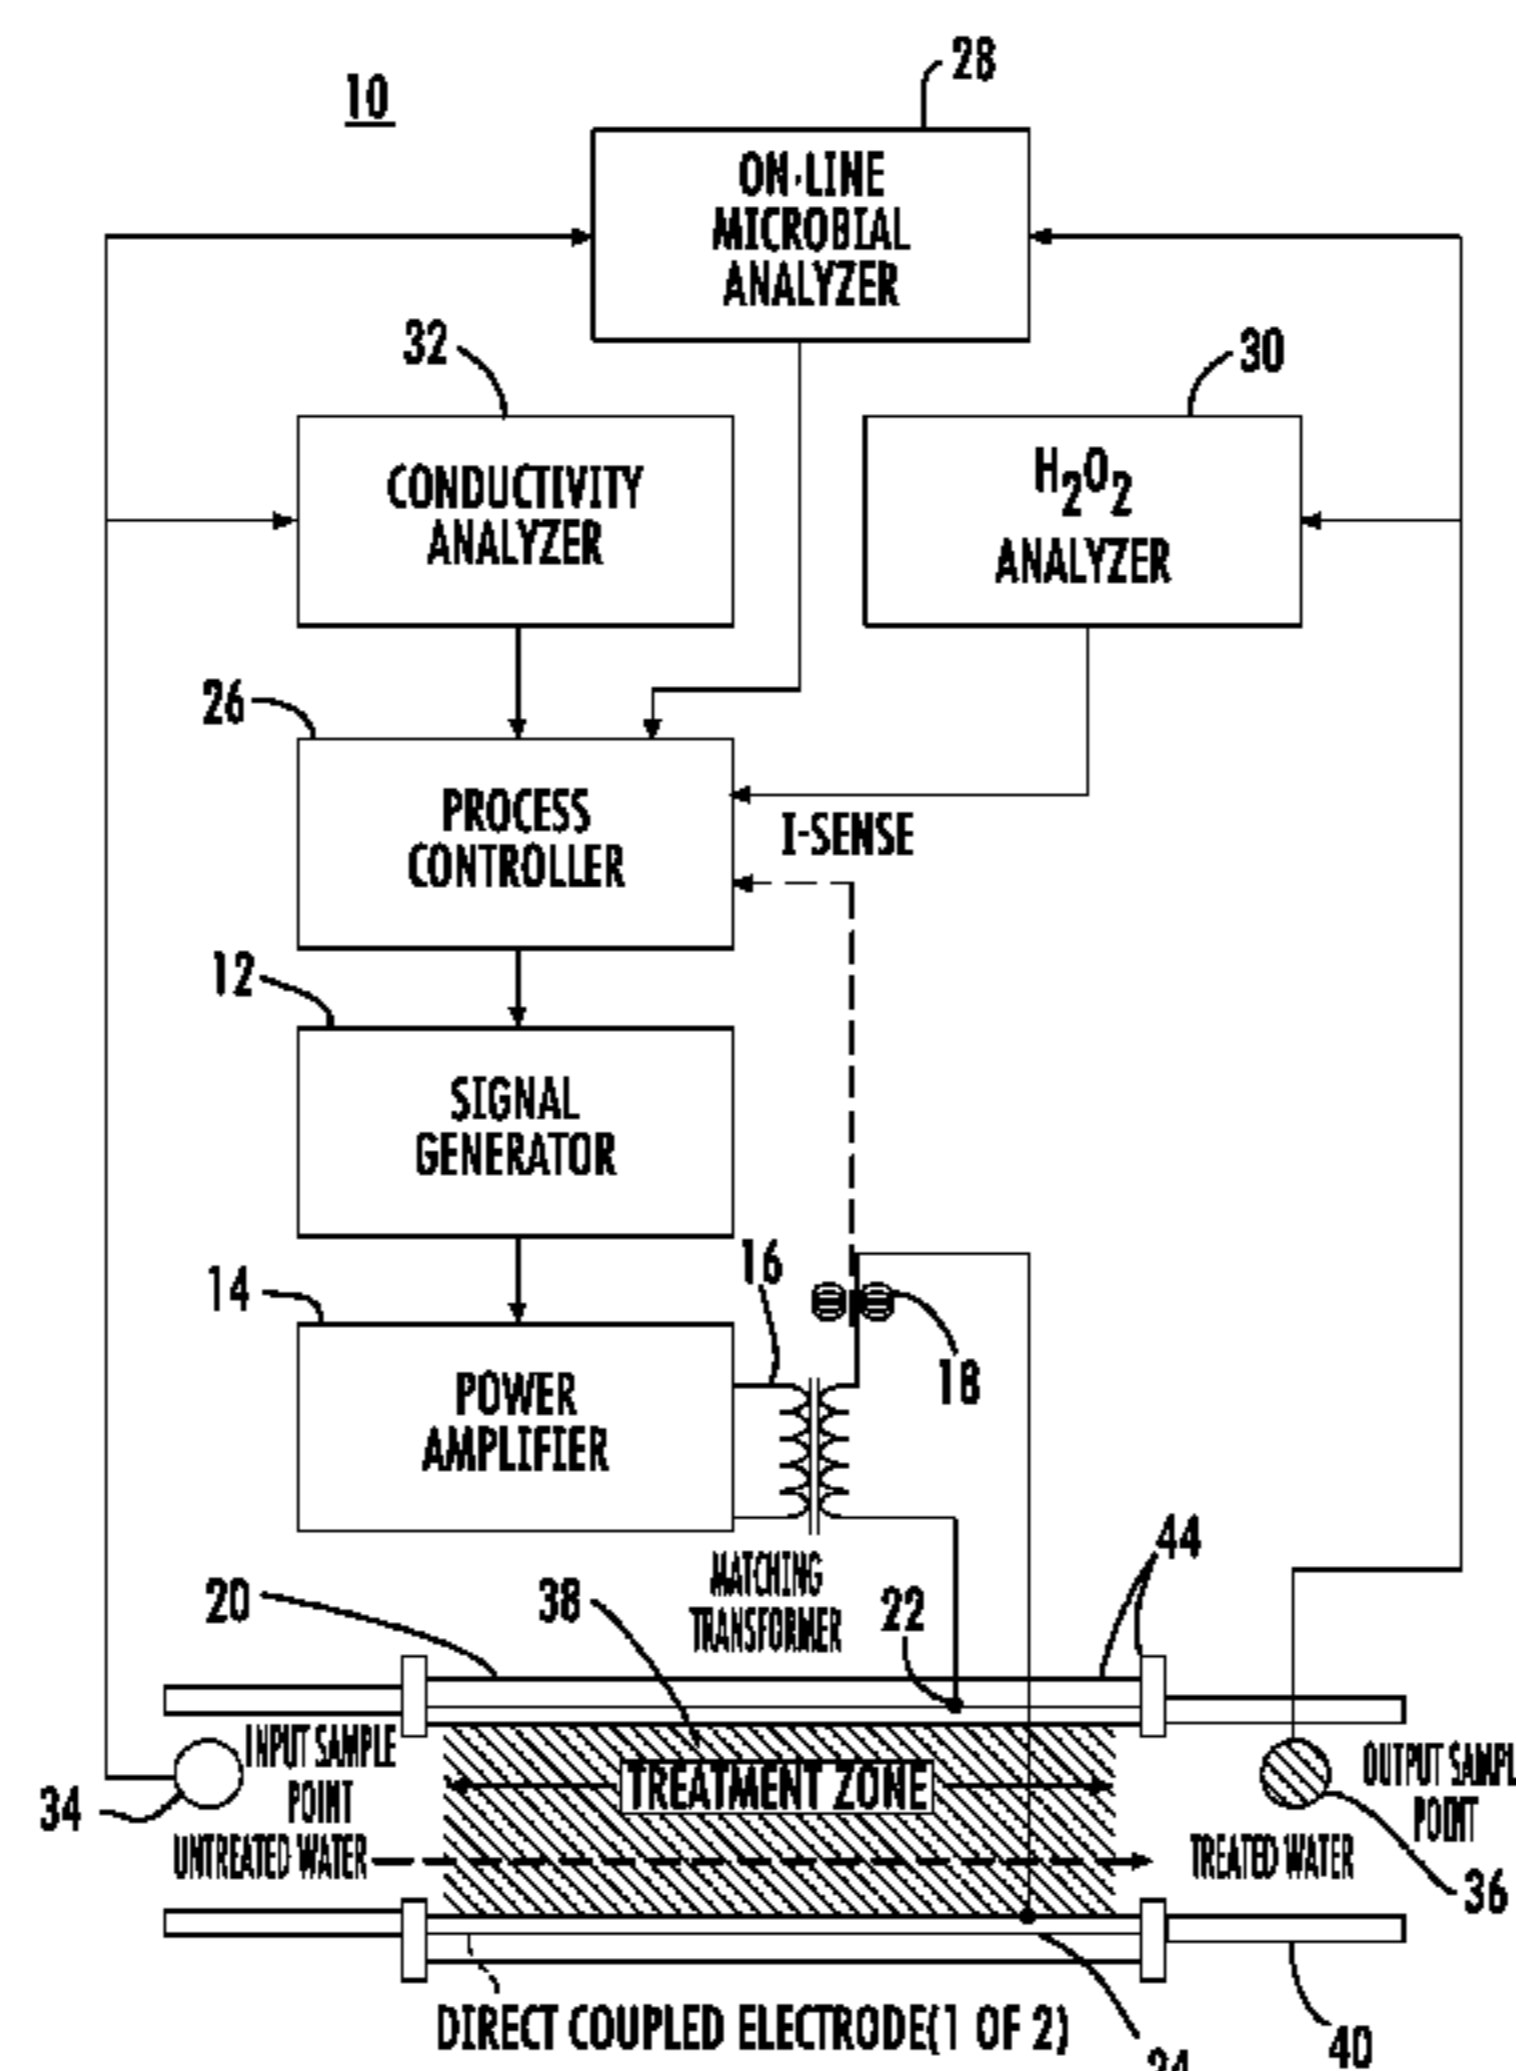 28
10
ON-LINE
MICROBIAL
ANALYZER
32
30
CONDUCTIVITY
ANALYZER
H2O2
ANALYZER
26
PROCESS
CONTROLLER
I-SENSE
12
SIGNAL
GENERATOR
14
16
18
POWER
AMPLIFIER
MATCHING
TRANSFORMER
44
20
38
22
INPUT SAMPLE
POINT
TREATMENT ZONE
OUTPUT SAMPL
POINT
34
UNTREATED WATER
TREATED WATER
36
DIRECT COUPLED ELECTRODE(1 OF 2)
40